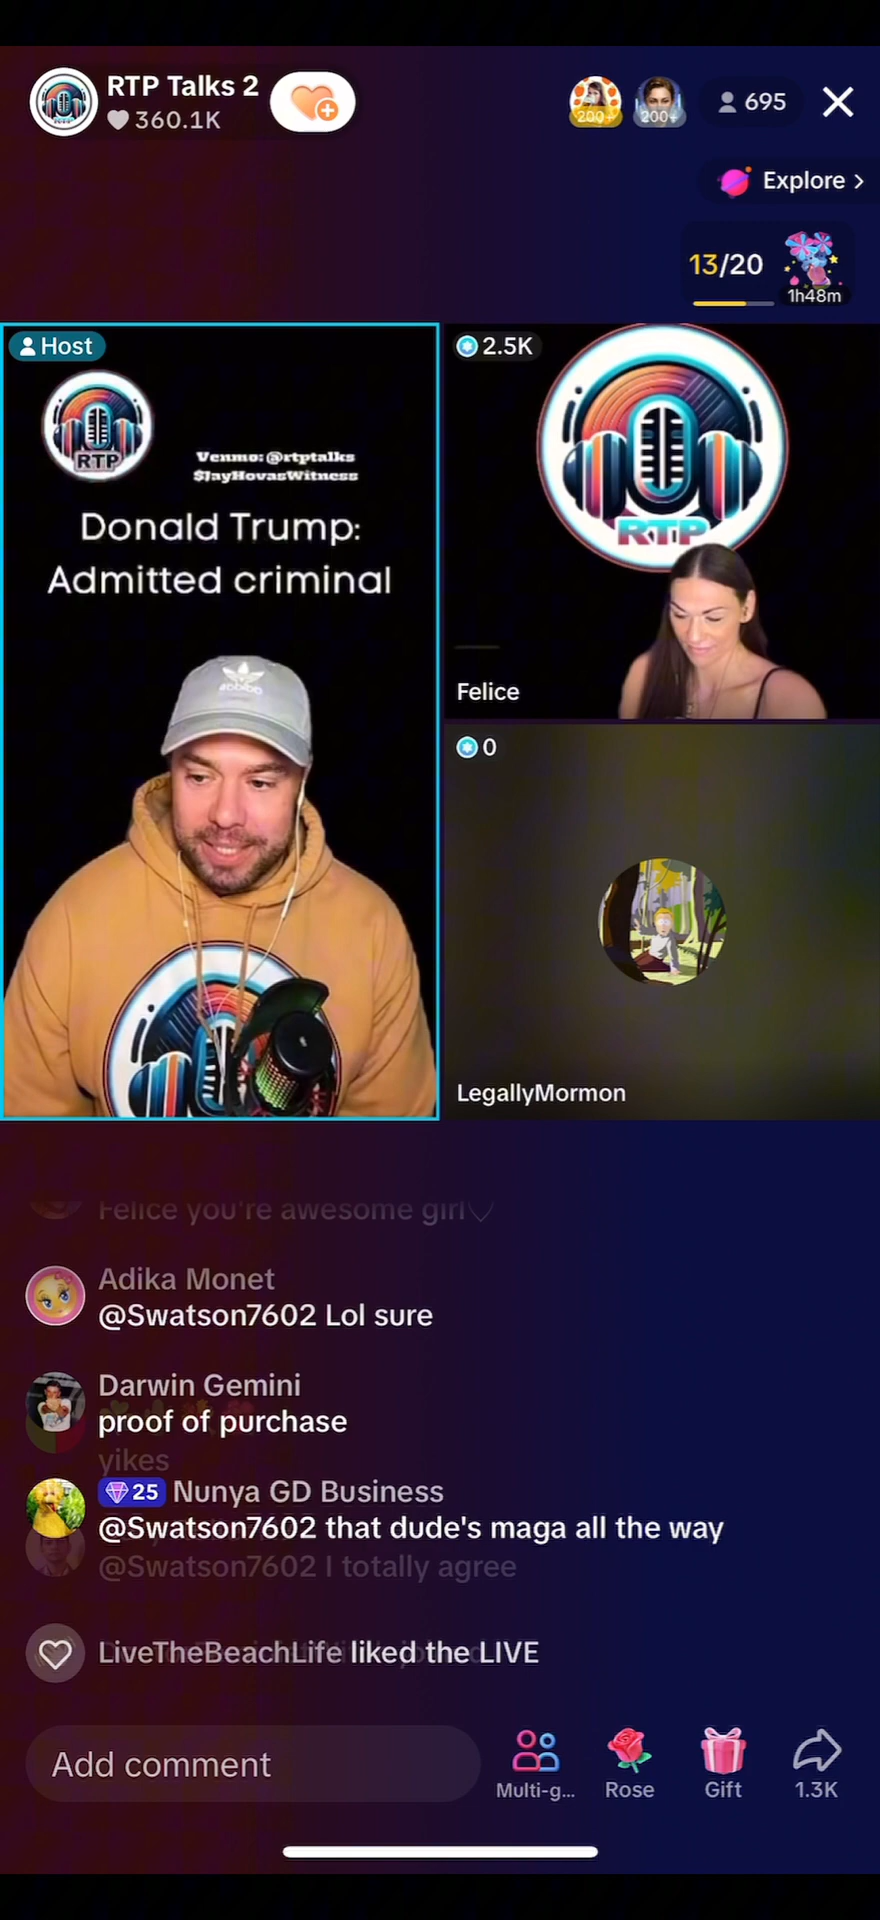 RTP Talks 2
360.1K
200+
200+
695
Explore
13/20
1h48m
Host
RTP
Venmo: @rtptalks
$JayHovasWitness
Donald Trump:
Admitted criminal
adidas
2.5K
RTP
Felice
0
LegallyMormon
Felice you're awesome girl
Adika Monet
@Swatson7602 Lol sure
Darwin Gemini
proof of purchase
yikes
25 Nunya GD Business
@Swatson7602 that dude's maga all the way
@Swatson7602 I totally agree
LiveTheBeachLife liked the LIVE
Add comment
Multi-g...
Rose
Gift
1.3K